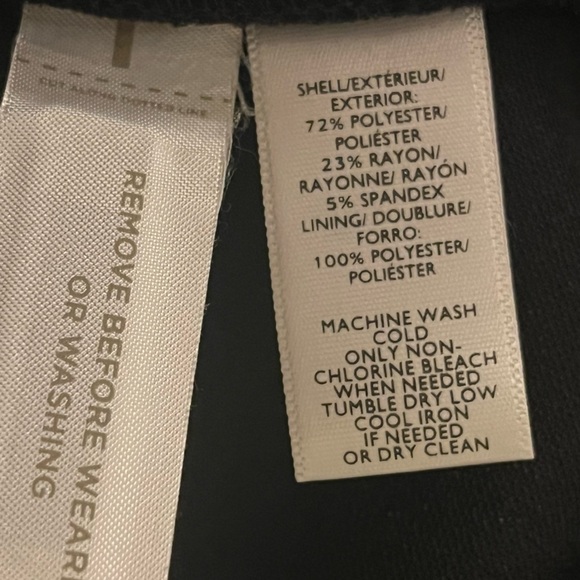 CUT ALONG DOTTED LINE
REMOVE BEFORE WEARI
OR WASHING
SHELL/EXTÉRIEUR/
EXTERIOR:
72% POLYESTER/
POLIÉSTER
23% RAYON/
RAYONNE/ RAYÓN
5% SPANDEX
LINING/ DOUBLURE/
FORRO:
100% POLYESTER/
POLIÉSTER
MACHINE WASH
COLD
ONLY NON-
CHLORINE BLEACH
WHEN NEEDED
TUMBLE DRY LOW
COOL IRON
IF NEEDED
OR DRY CLEAN